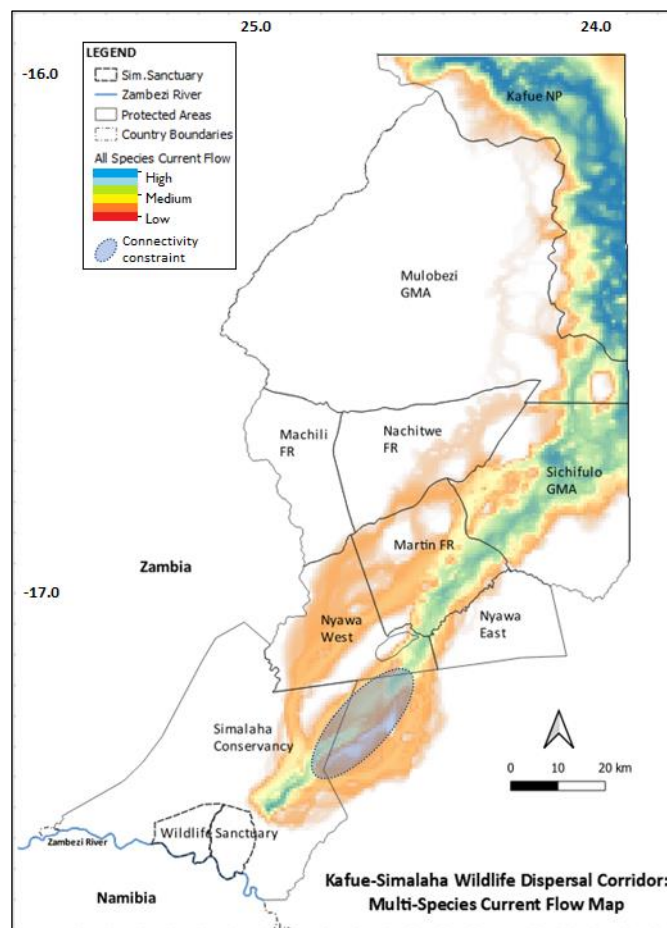 25.0
24.0
-16.0
LEGEND
Sim.Sanctuary
Zambezi River
Protected Areas
Country Boundaries
All Species Current Flow
High
Medium
Low
Connectivity
constraint
Kafue NP
Mulobezi
GMA
Machili
FR
Nachitwe
FR
Sichifulo
GMA
Martin FR
Zambia
-17.0
Nyawa
West
Nyawa
East
Simalaha
Conservancy
0 10 20 km
Wildlife Sanctuary
Zambezi River
Namibia
Kafue-Simalaha Wildlife Dispersal Corridor:
Multi-Species Current Flow Map